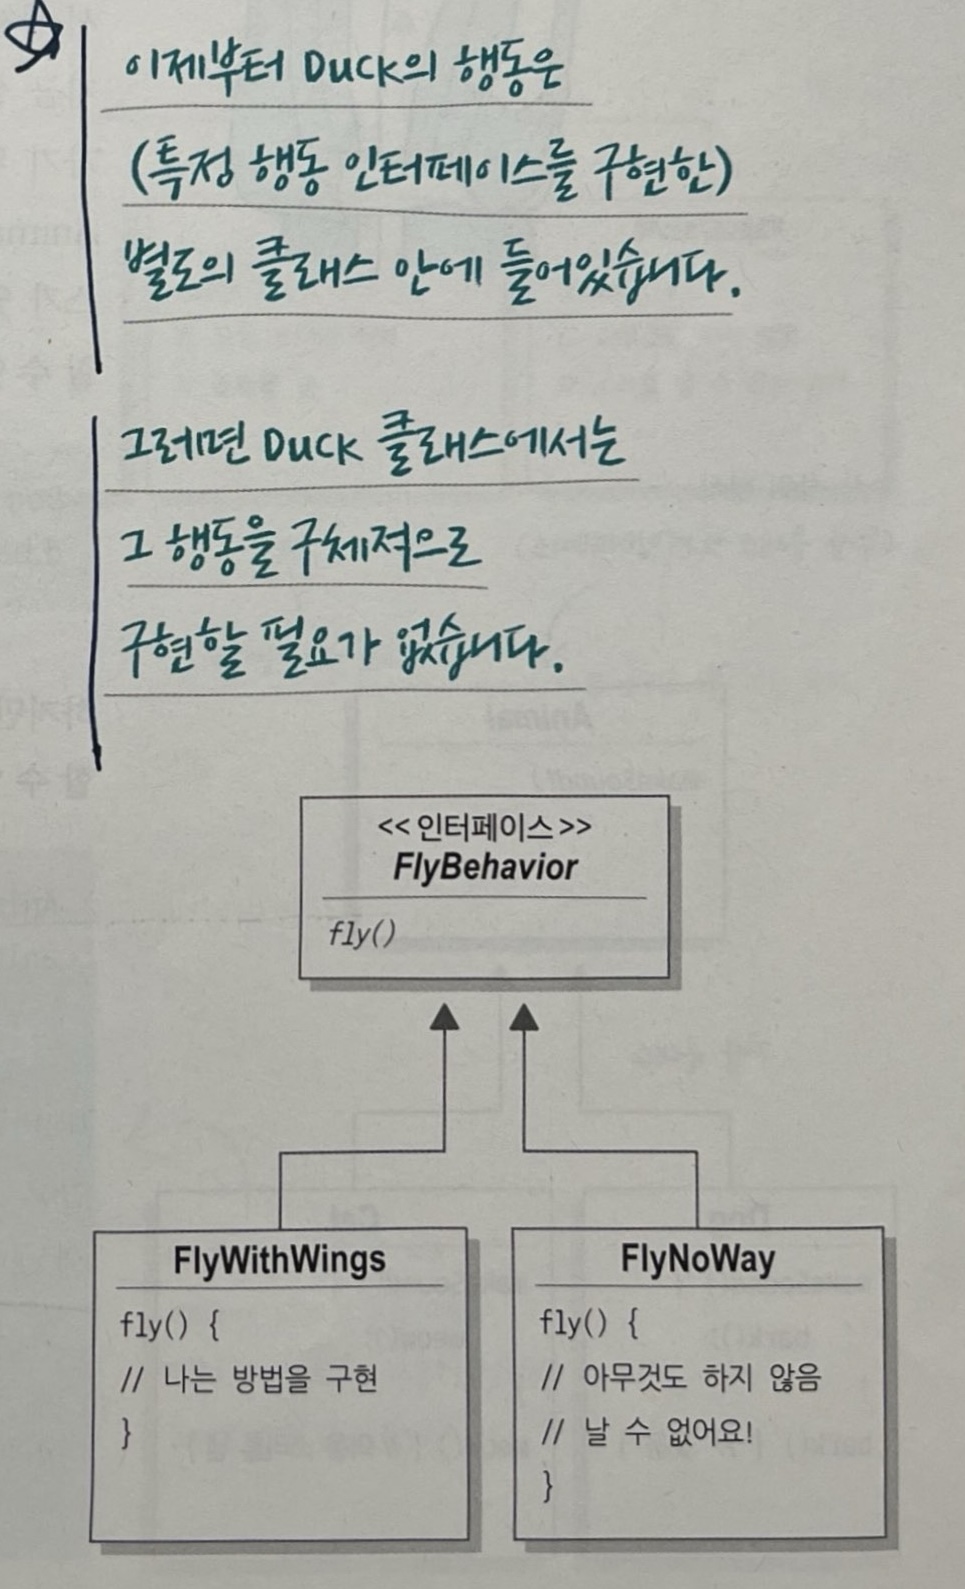 이제부터 Duck의 행동은
(특정 행동 인터페이스를 구현한)
별도의 클래스 안에 들어있습니다.
그러면 Duck 클래스에서는
그 행동을 구체적으로
구현할 필요가 없습니다.
<<인터페이스>>
FlyBehavior
fly()
FlyWithWings
fly() {
// 나는 방법을 구현
}
FlyNoWay
fly() {
// 아무것도 하지 않음
// 날 수 없어요!
}